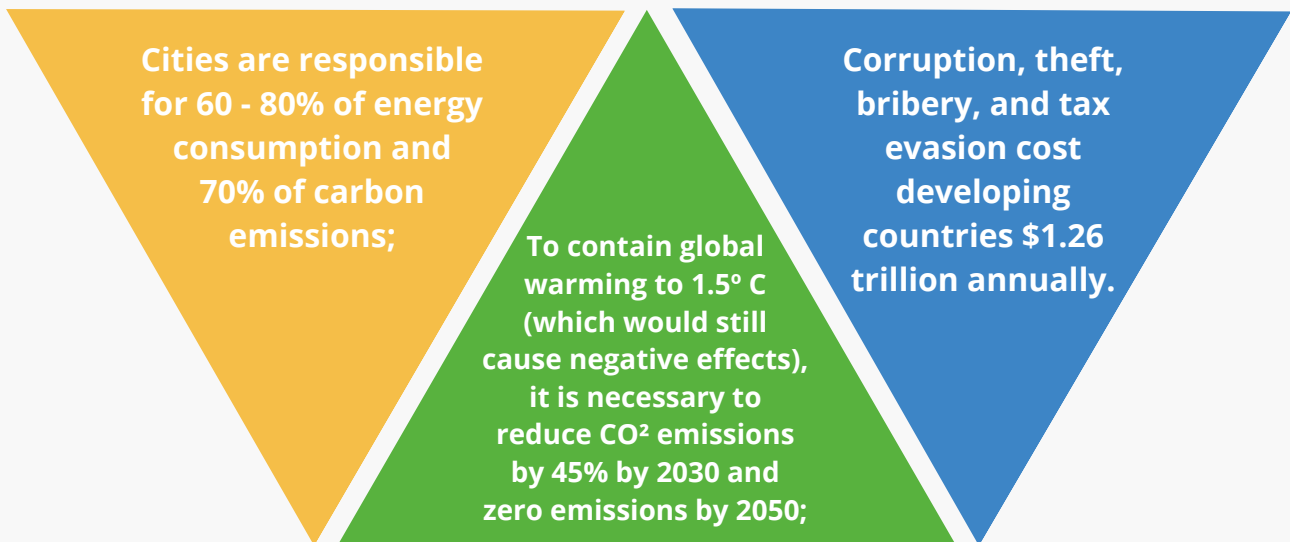 Cities are responsible
for 60 - 80% of energy
consumption and
70% of carbon
emissions;
To contain global
warming to 1.5º C
(which would still
cause negative effects),
it is necessary to
reduce CO² emissions
by 45% by 2030 and
zero emissions by 2050;
Corruption, theft,
bribery, and tax
evasion cost
developing
countries $1.26
trillion annually.